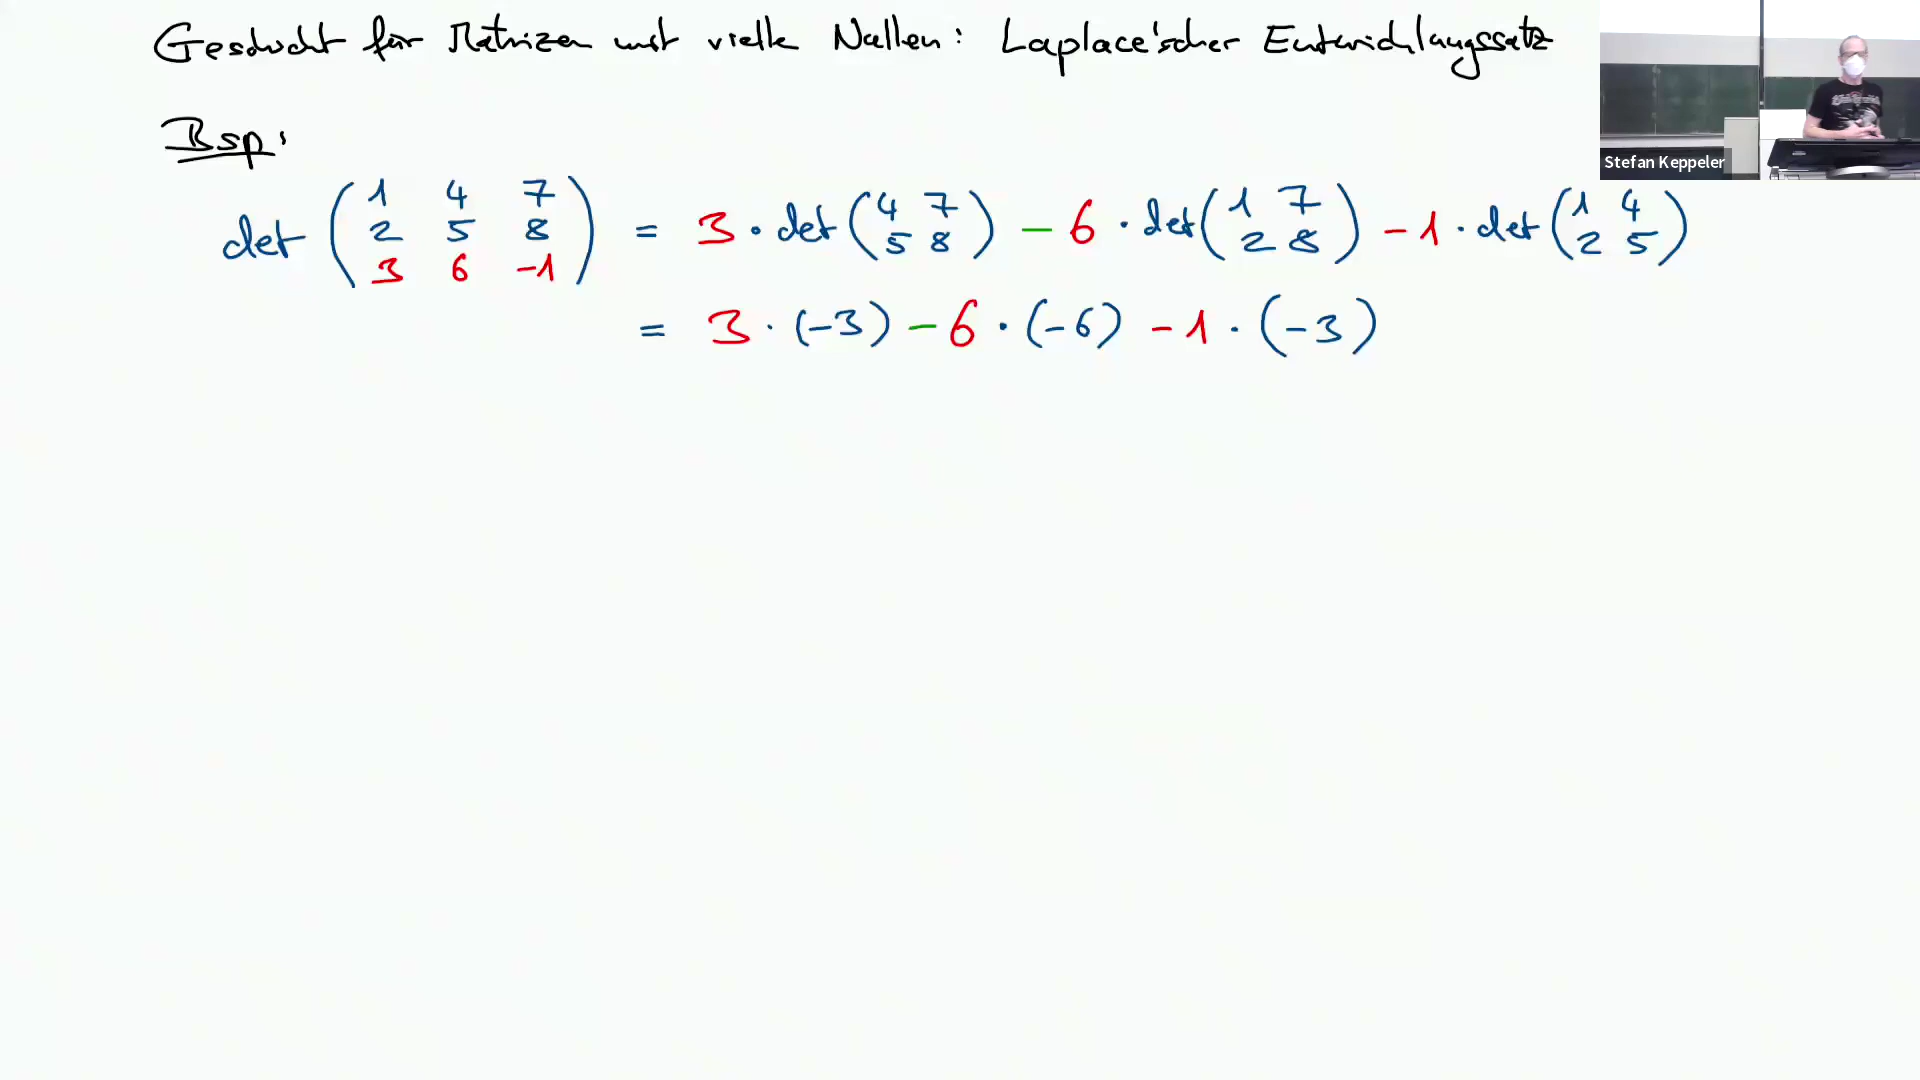 Geschickt für Matrizen mit vielen Nullen: Laplace'scher Entwicklungssatz
Bsp:
det ( 1 4 7 ; 2 5 8 ; 3 6 -1 ) = 3 · det ( 4 7 ; 5 8 ) - 6 · det ( 1 7 ; 2 8 ) - 1 · det ( 1 4 ; 2 5 )
= 3 · (-3) - 6 · (-6) - 1 · (-3)
Stefan Keppeler